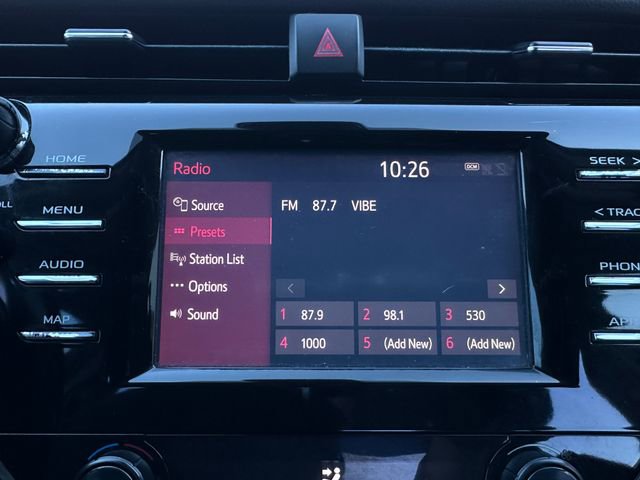 HOME
MENU
AUDIO
MAP
Radio
10:26
DCM
Source
Presets
Station List
Options
Sound
FM 87.7 VIBE
< >
1 87.9
2 98.1
3 530
4 1000
5 (Add New)
6 (Add New)
SEEK >
< TRAC
PHON